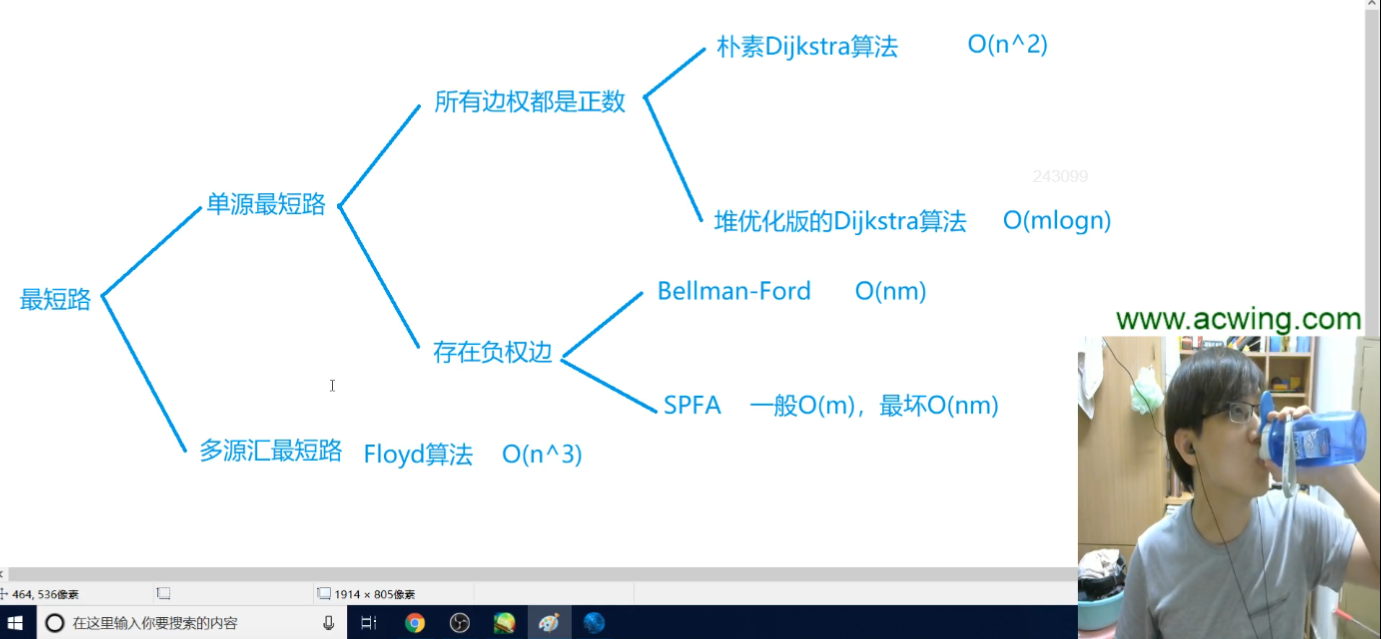 朴素Dijkstra算法 O(n^2)
所有边权都是正数
243099
单源最短路
堆优化版的Dijkstra算法 O(mlogn)
最短路
Bellman-Ford O(nm)
www.acwing.com
存在负权边
SPFA 一般O(m)，最坏O(nm)
多源汇最短路 Floyd算法 O(n^3)
464, 536像素 1914 × 805像素
在这里输入你要搜索的内容